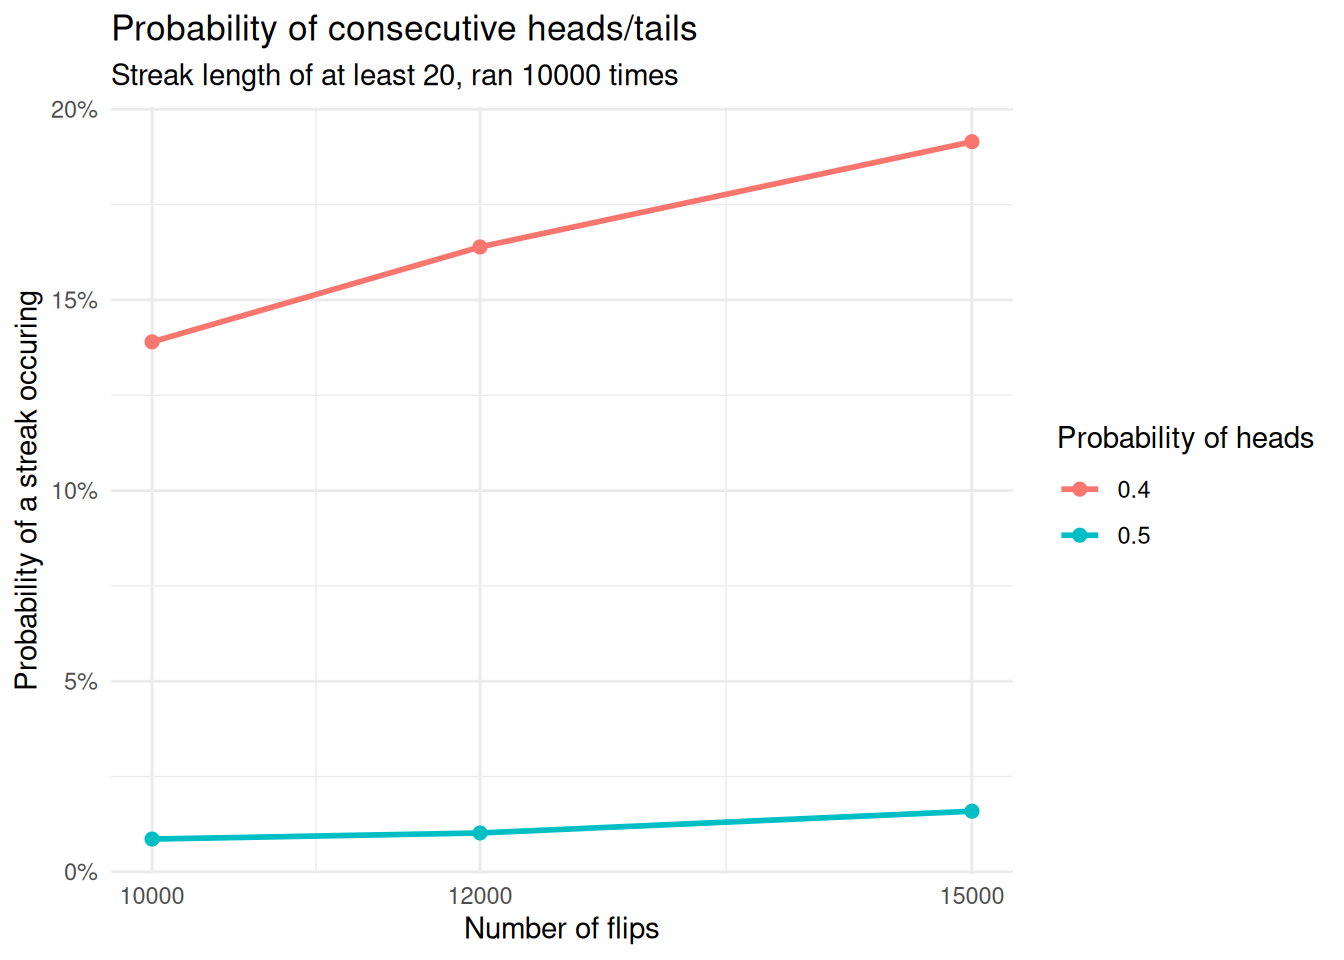 Probability of consecutive heads/tails
Streak length of at least 20, ran 10000 times
Probability of a streak occuring
20%
15%
10%
5%
0%
10000 12000 15000
Number of flips
Probability of heads
0.4
0.5